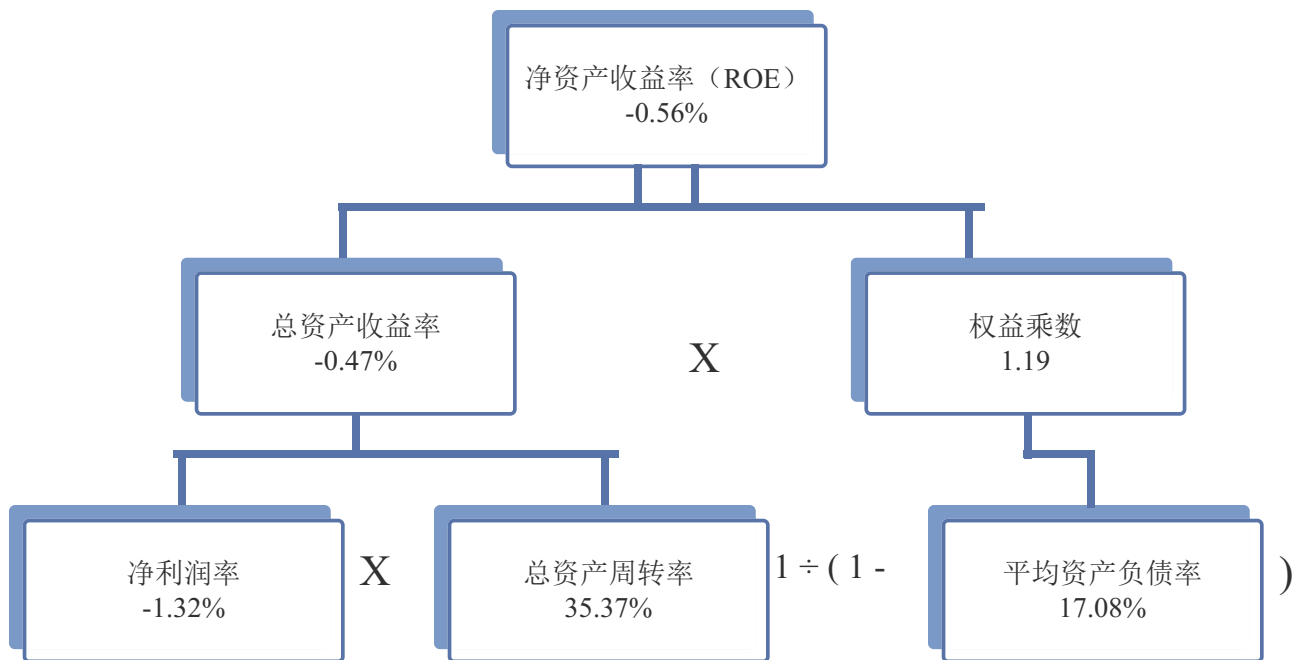 净资产收益率（ROE）
-0.56%
总资产收益率
-0.47%
X
权益乘数
1.19
净利润率
-1.32%
X
总资产周转率
35.37%
1 ÷ ( 1 -
平均资产负债率
17.08%
)